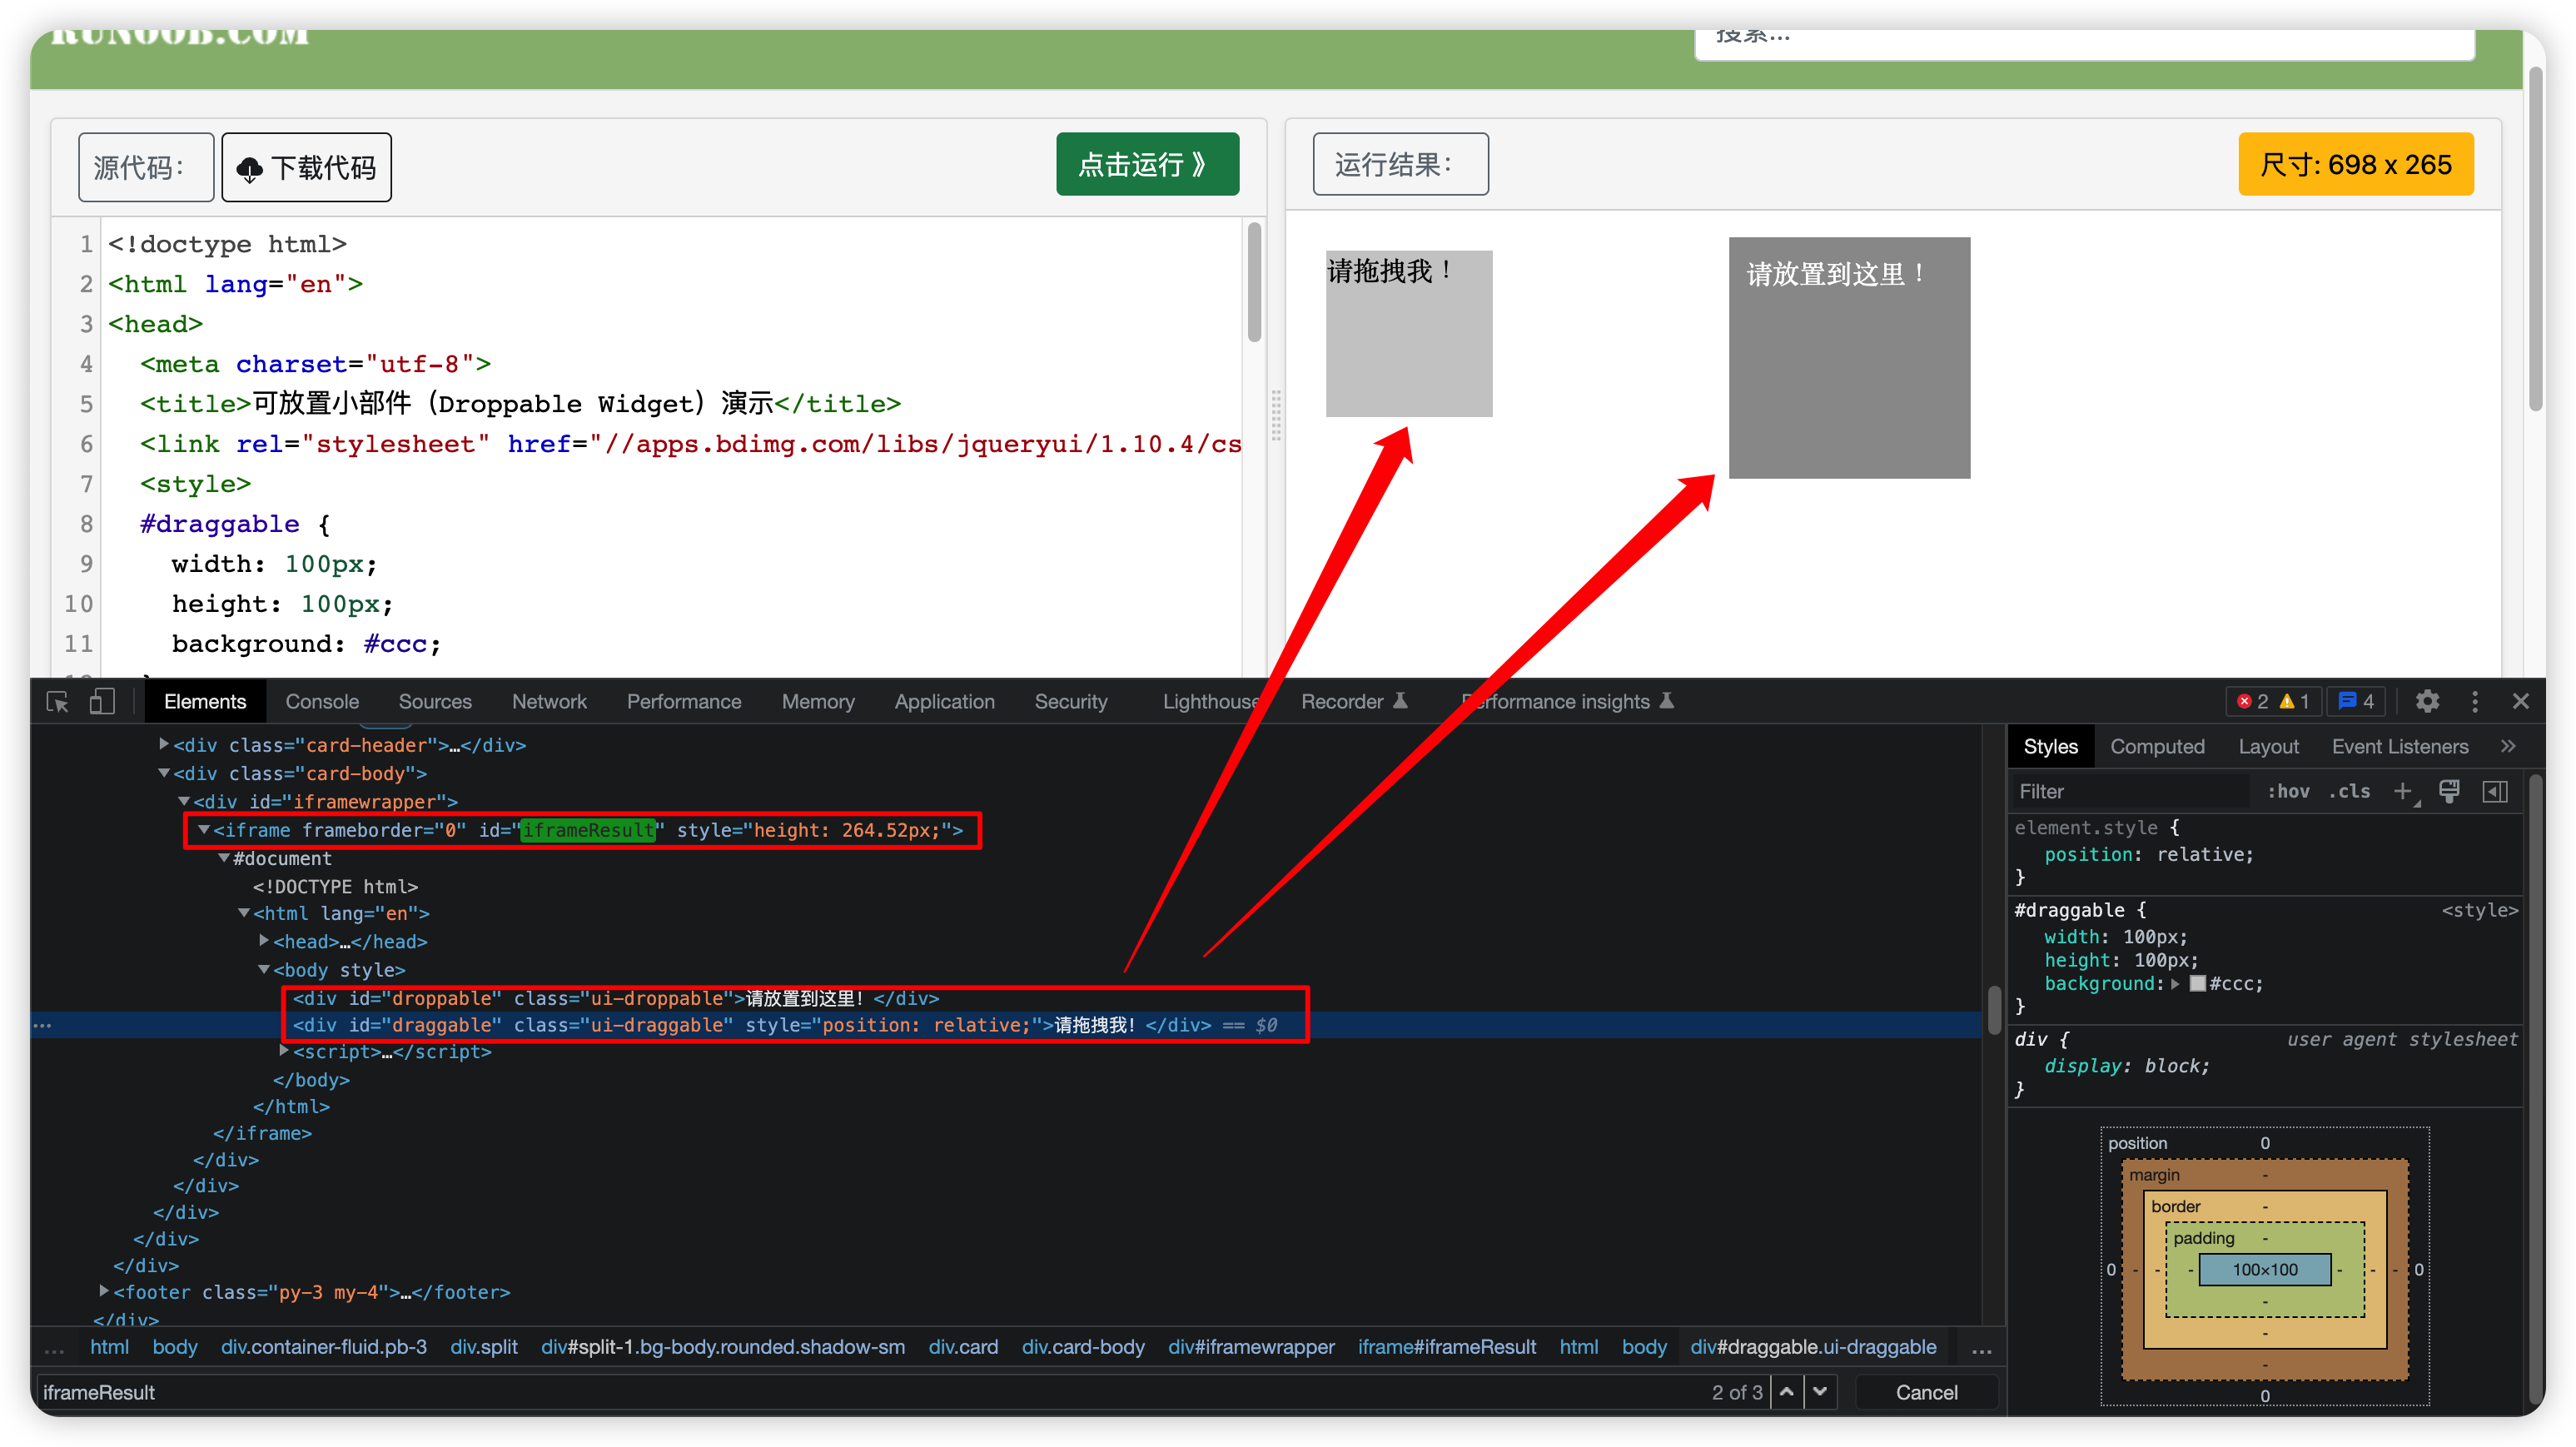 RUNOOB.COM
搜索...
源代码：
下载代码
点击运行 》
运行结果：
尺寸: 698 x 265
1 <!doctype html>
2 <html lang="en">
3 <head>
4 <meta charset="utf-8">
5 <title>可放置小部件（Droppable Widget）演示</title>
6 <link rel="stylesheet" href="//apps.bdimg.com/libs/jqueryui/1.10.4/cs
7 <style>
8 #draggable {
9 width: 100px;
10 height: 100px;
11 background: #ccc;
请拖拽我！
请放置到这里！
Elements Console Sources Network Performance Memory Application Security Lighthouse Recorder Performance insights 2 1 4
<div class="card-header">…</div>
<div class="card-body">
<div id="iframewrapper">
<iframe frameborder="0" id="iframeResult" style="height: 264.52px;">
#document
<!DOCTYPE html>
<html lang="en">
<head>…</head>
<body style>
<div id="droppable" class="ui-droppable">请放置到这里！</div>
<div id="draggable" class="ui-draggable" style="position: relative;">请拖拽我！</div> == $0
<script>…</script>
</body>
</html>
</iframe>
</div>
</div>
</div>
</div>
</div>
<footer class="py-3 my-4">…</footer>
</div>
... html body div.container-fluid.pb-3 div.split div#split-1.bg-body.rounded.shadow-sm div.card div.card-body div#iframewrapper iframe#iframeResult html body div#draggable.ui-draggable ...
iframeResult 2 of 3 Cancel
Styles Computed Layout Event Listeners »
Filter :hov .cls +
element.style {
position: relative;
}
#draggable { <style>
width: 100px;
height: 100px;
background: #ccc;
}
div { user agent stylesheet
display: block;
}
position 0
margin -
border -
padding -
0 - - - 100×100 - - - 0
-
-
-
0